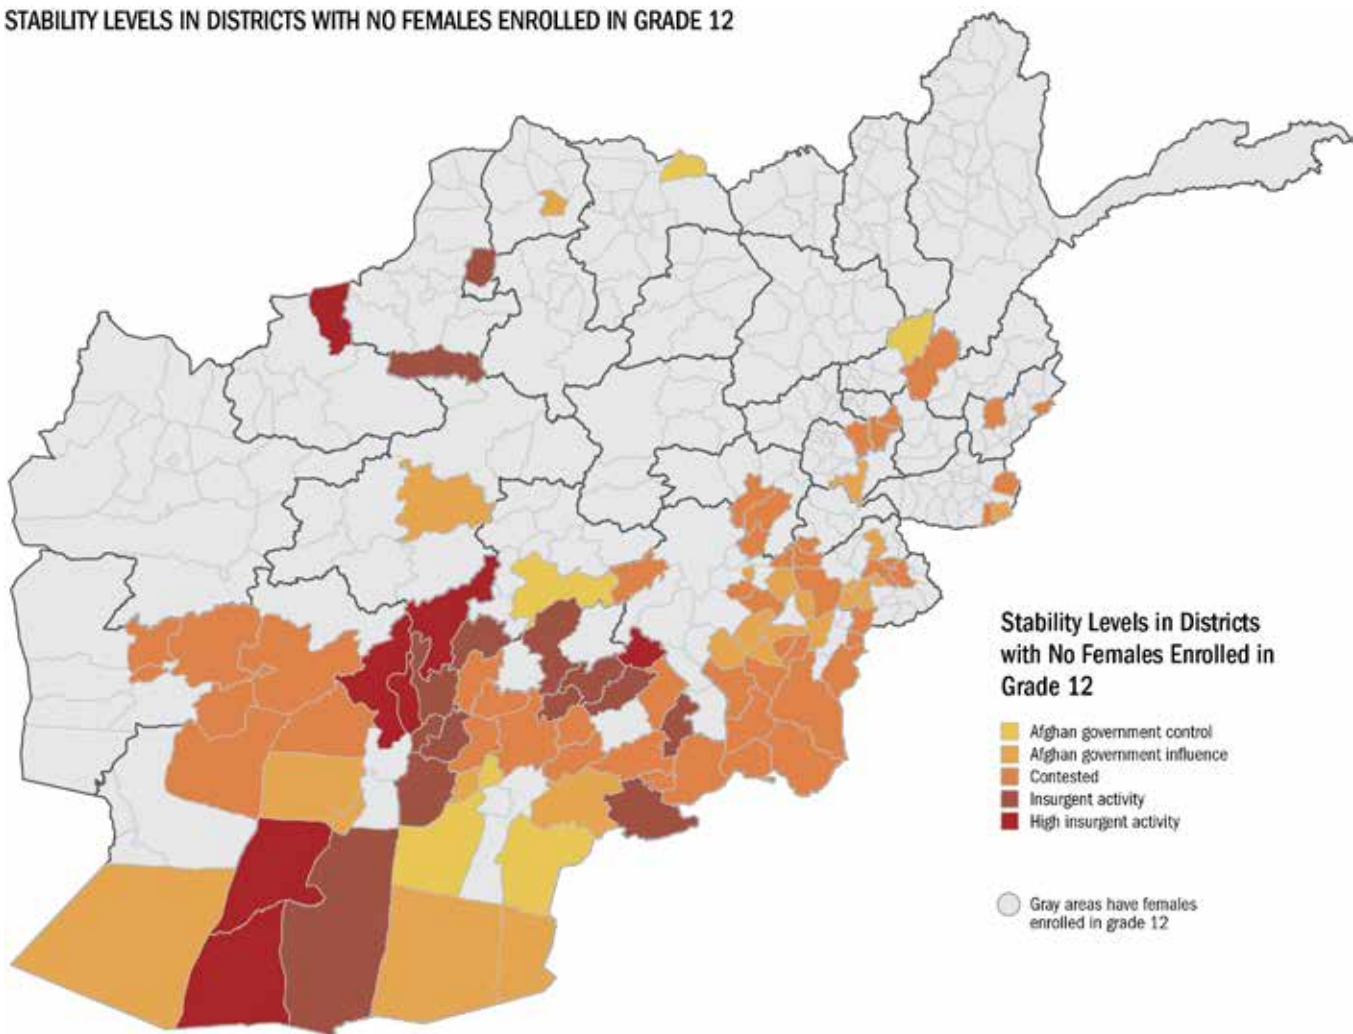 STABILITY LEVELS IN DISTRICTS WITH NO FEMALES ENROLLED IN GRADE 12
Stability Levels in Districts
with No Females Enrolled in
Grade 12
Afghan government control
Afghan government influence
Contested
Insurgent activity
High insurgent activity
Gray areas have females
enrolled in grade 12